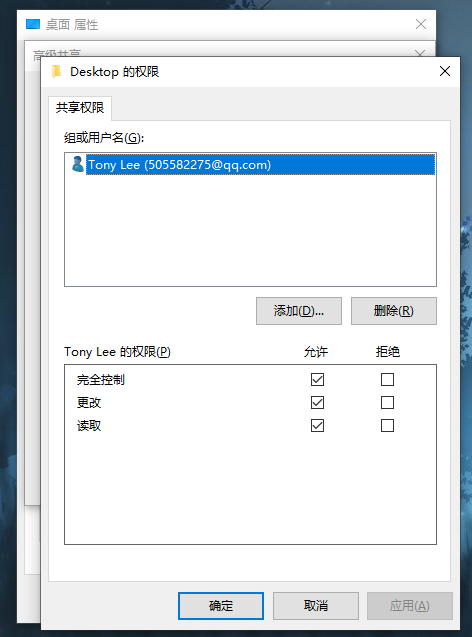 桌面 属性
高级共享
Desktop 的权限
共享权限
组或用户名(G):
Tony Lee (505582275@qq.com)
添加(D)... 删除(R)
Tony Lee 的权限(P) 允许 拒绝
完全控制
更改
读取
确定 取消 应用(A)